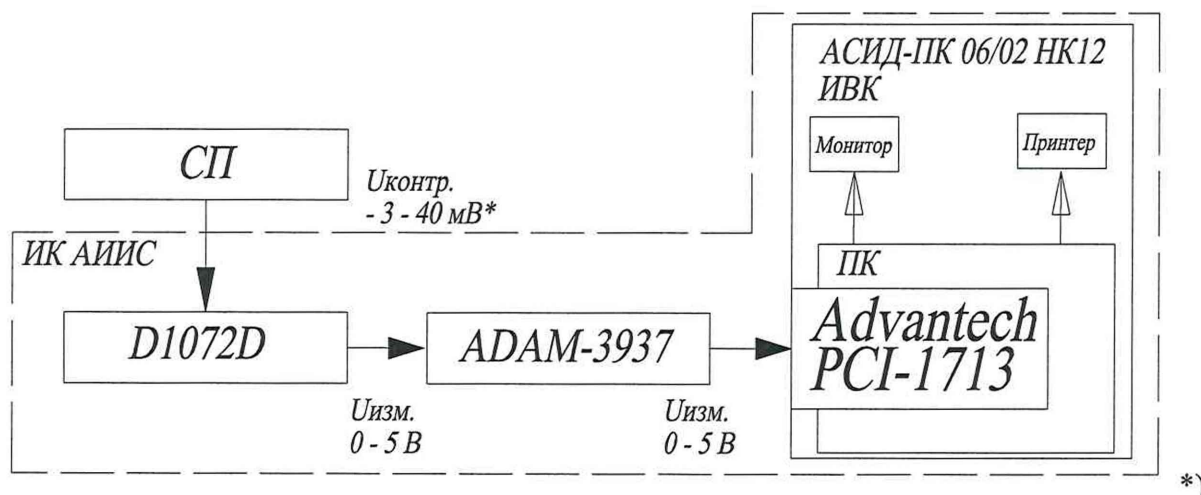 АСИД-ПК 06/02 НК12
ИВК
Монитор
Принтер
СП
Uконтр.
- 3 - 40 мВ*
ИК АИИС
ПК
D1072D
ADAM-3937
Advantech
PCI-1713
Uизм.
0 - 5 В
Uизм.
0 - 5 В
*)